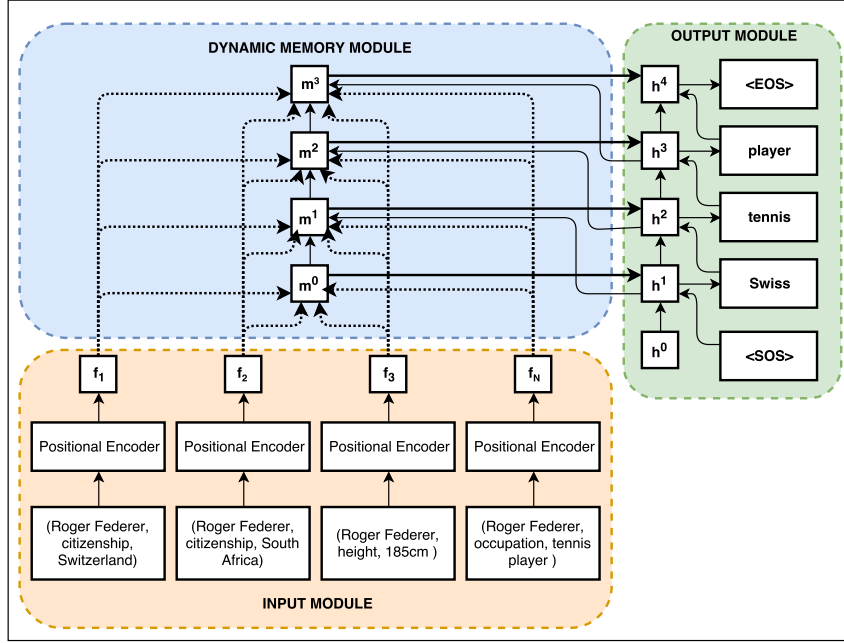 DYNAMIC MEMORY MODULE
OUTPUT MODULE
m³
h⁴
<EOS>
m²
h³
player
m¹
h²
tennis
m⁰
h¹
Swiss
h⁰
<SOS>
f₁
f₂
f₃
f_N
Positional Encoder
Positional Encoder
Positional Encoder
Positional Encoder
(Roger Federer,
citizenship,
Switzerland)
(Roger Federer,
citizenship, South
Africa)
(Roger Federer,
height, 185cm )
(Roger Federer,
occupation, tennis
player )
INPUT MODULE